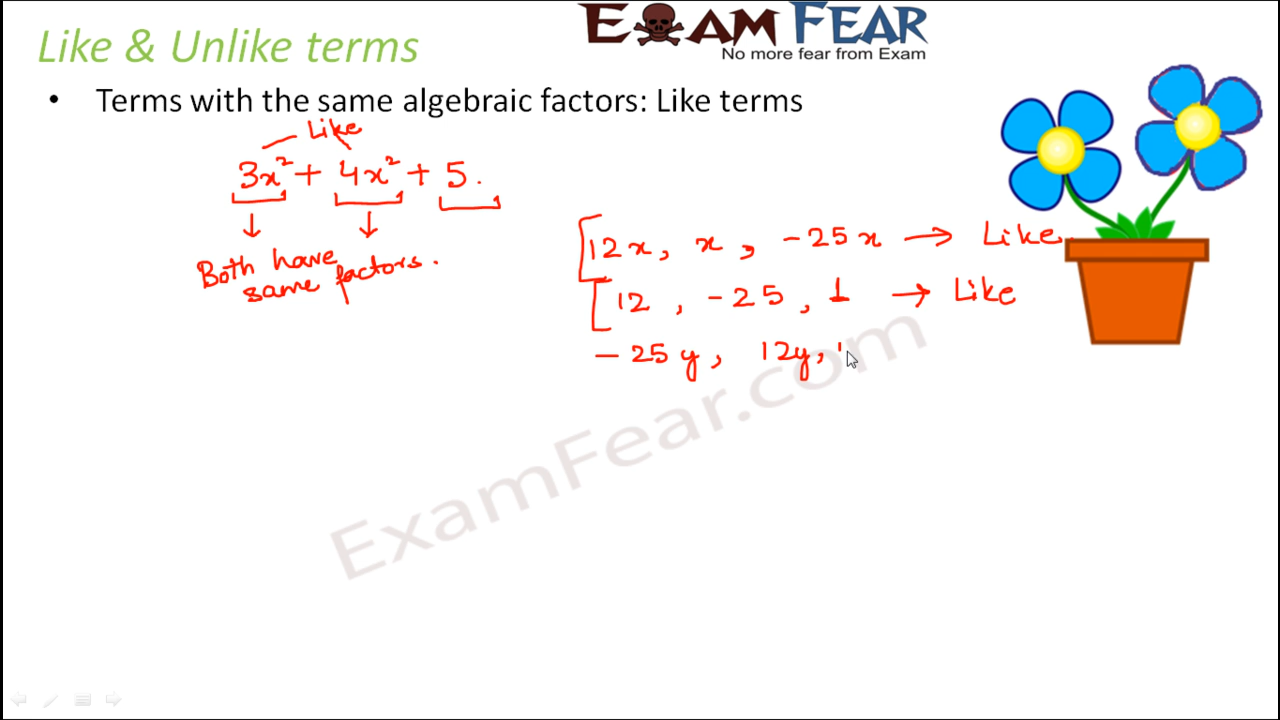 Like & Unlike terms
EXAM FEAR
No more fear from Exam
• Terms with the same algebraic factors: Like terms
Like
3x² + 4x² + 5.
Both have
same factors.
12x, x, -25x → Like
12, -25, 1 → Like
-25y, 12y,
ExamFear.com